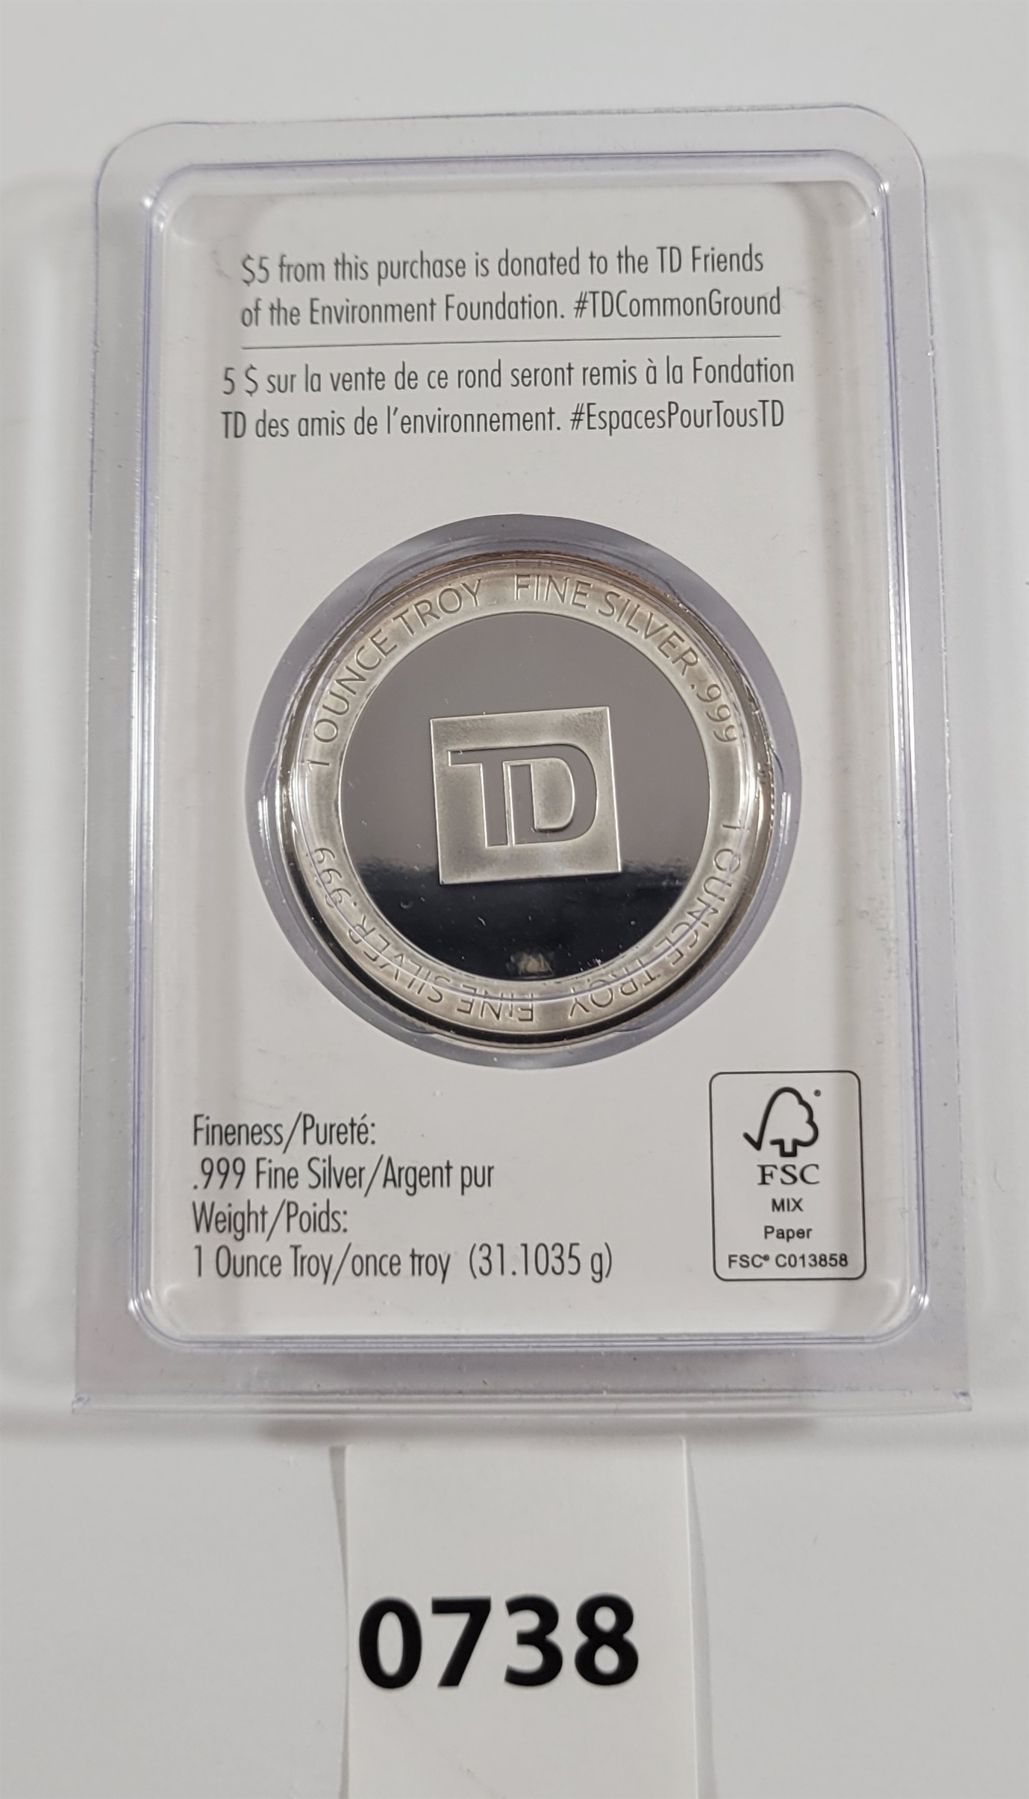 $5 from this purchase is donated to the TD Friends
of the Environment Foundation. #TDCommonGround
5 $ sur la vente de ce rond seront remis à la Fondation
TD des amis de l'environnement. #EspacesPourTousTD
1 OUNCE TROY FINE SILVER .999
1 OUNCE TROY FINE SILVER .999
TD
Fineness/Pureté:
.999 Fine Silver/Argent pur
Weight/Poids:
1 Ounce Troy/once troy (31.1035 g)
FSC
MIX
Paper
FSC® C013858
0738